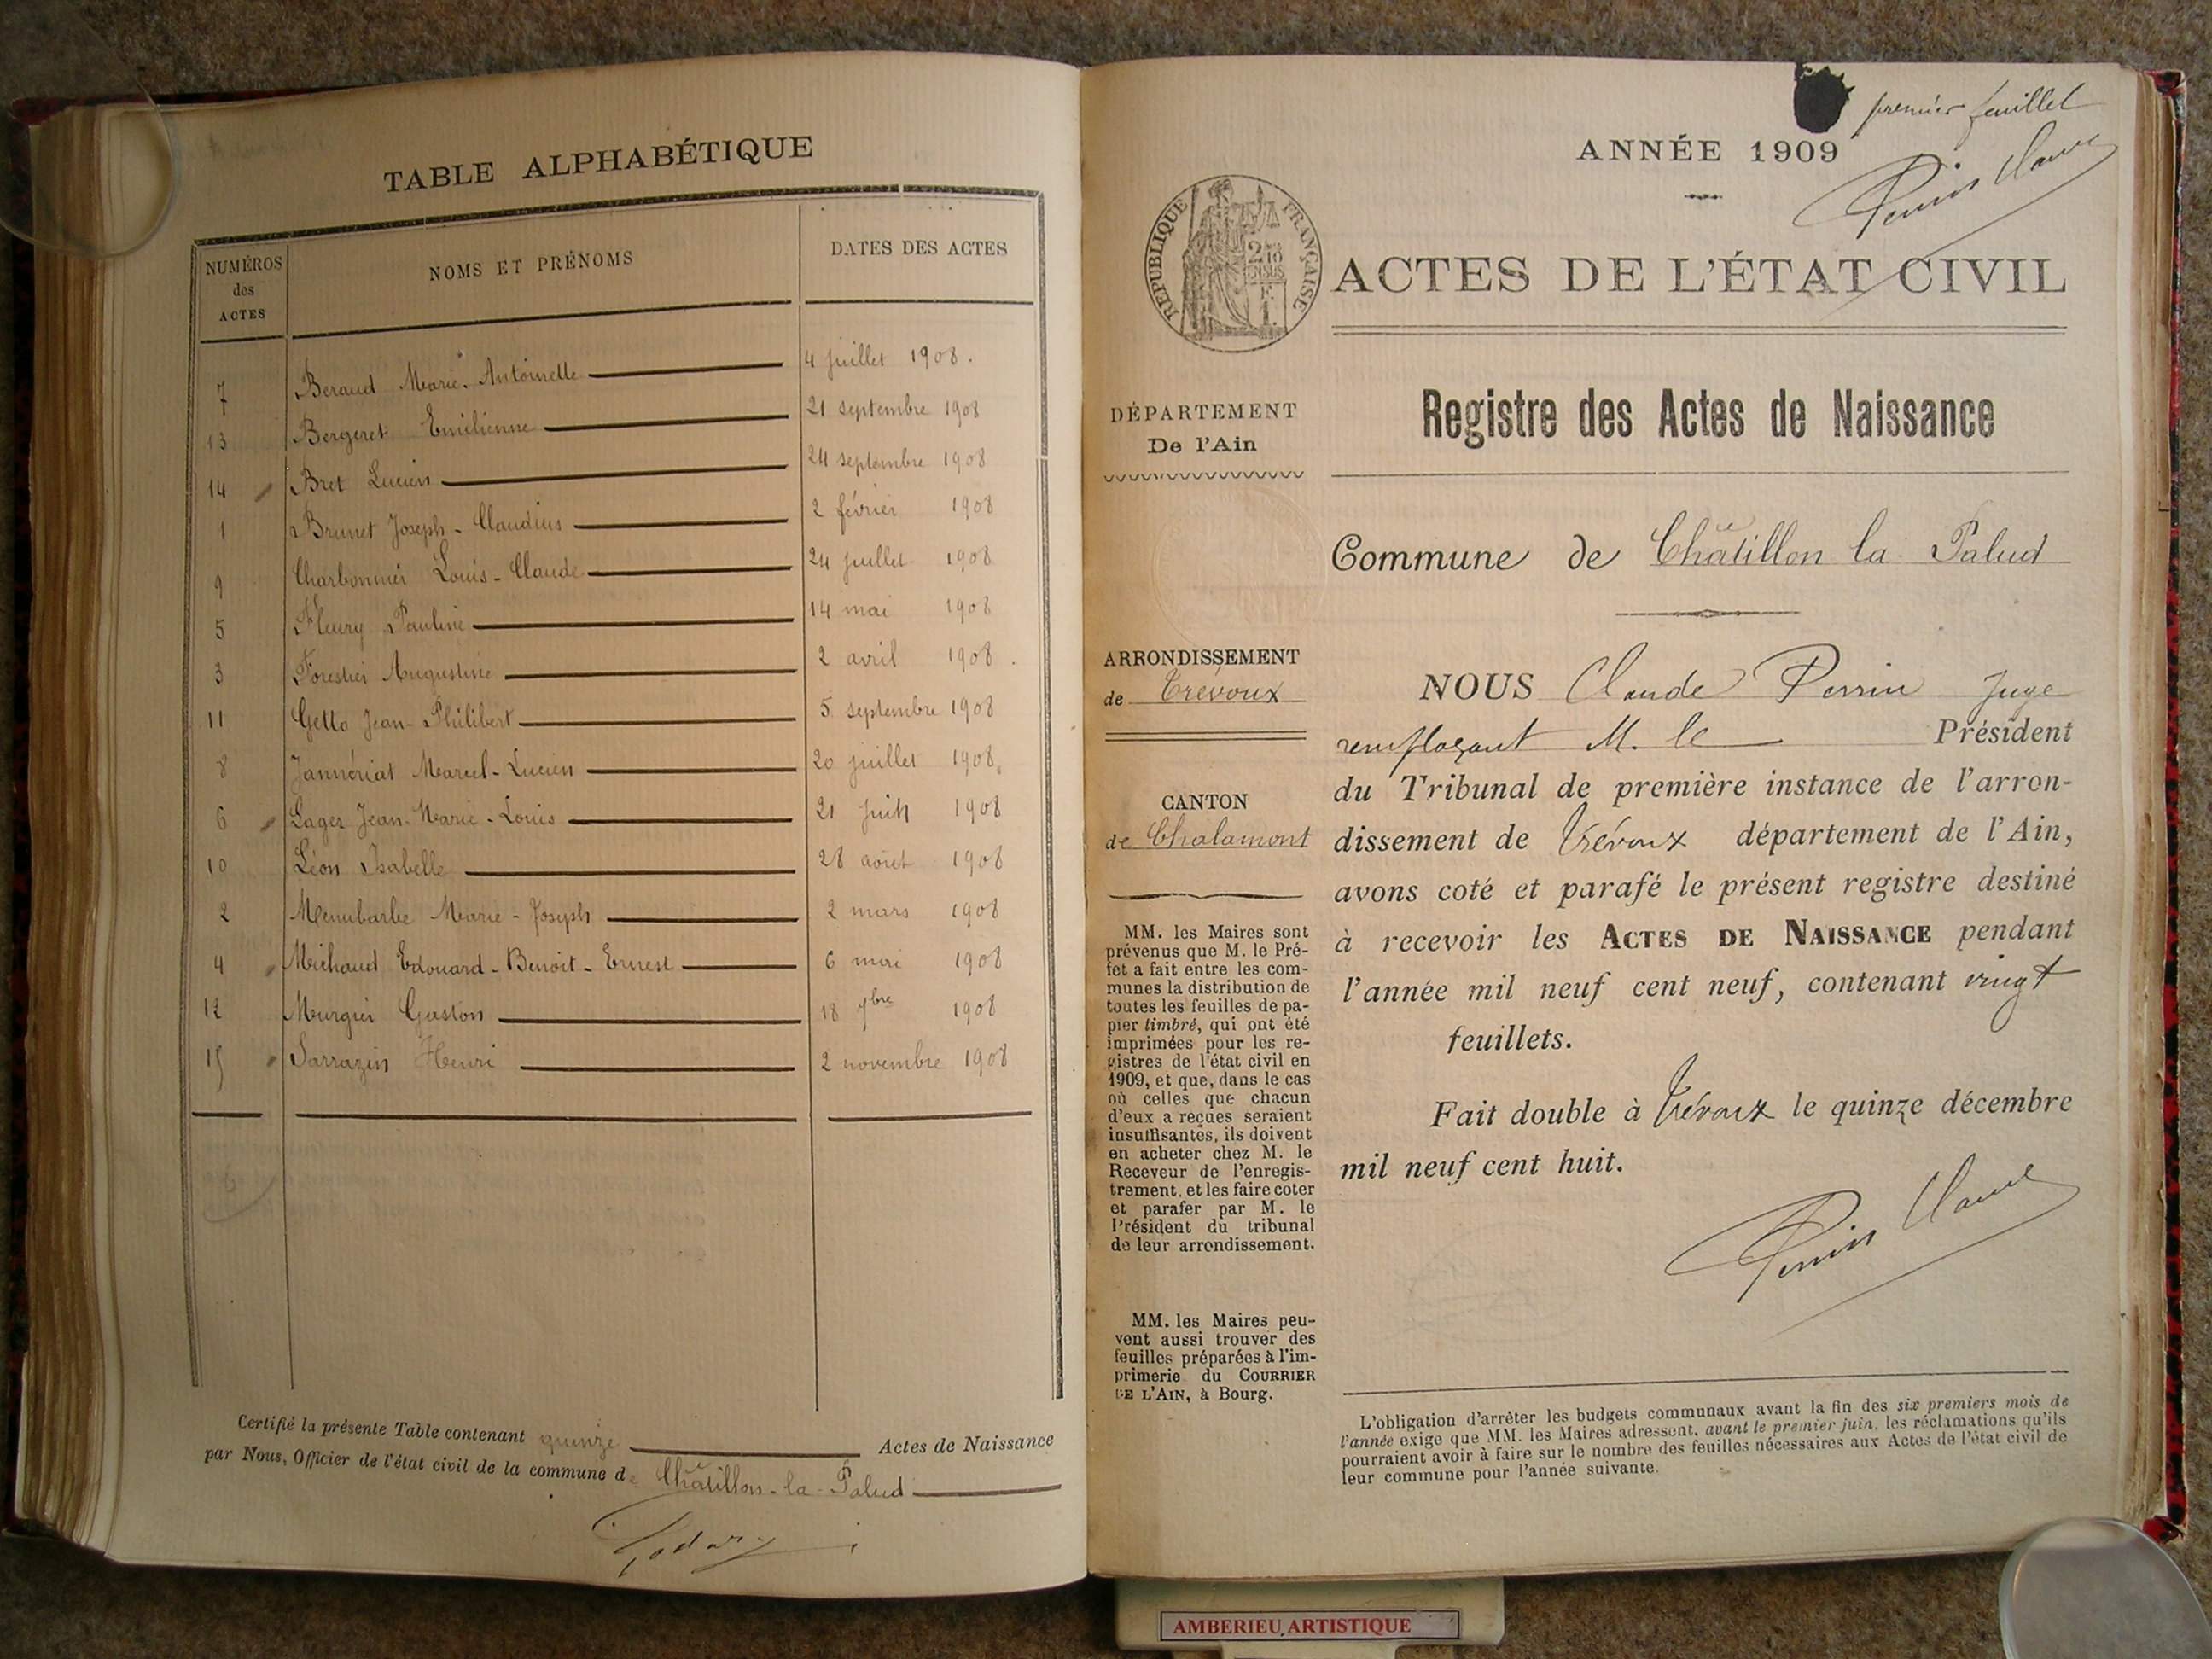 TABLE ALPHABÉTIQUE
NUMÉROS des ACTES NOMS ET PRÉNOMS DATES DES ACTES
7 Beraud Marie-Antoinette 4 juillet 1908.
13 Bergeret Emilienne 21 septembre 1908
14 Bret Lucien 24 septembre 1908
1 Brunet Joseph-Claudius 2 février 1908
9 Charbonnier Louis-Claude 24 juillet 1908
5 Fleury Pauline 14 mai 1908
3 Forestier Augustine 2 avril 1908.
11 Getto Jean-Philibert 5 septembre 1908
8 Jannériat Marcel-Lucien 20 juillet 1908
6 Lager Jean-Marie-Louis 21 juin 1908
10 Léon Isabelle 28 août 1908
2 Marie-Joseph 2 mars 1908
4 Michaud Edouard-Benoit-Ernest 6 mai 1908
12 Murgier Gaston 18 7bre 1908
15 Sarrazin Henri 2 novembre 1908
Certifié la présente Table contenant quinze Actes de Naissance
par Nous, Officier de l'état civil de la commune de Châtillon-la-Palud
premier feuillet
ANNÉE 1909
Perrin Claude
RÉPUBLIQUE FRANÇAISE
ACTES DE L'ÉTAT CIVIL
DÉPARTEMENT
De l'Ain
Registre des Actes de Naissance
Commune de Châtillon la Palud
ARRONDISSEMENT
de Trévoux
CANTON
de Chalamont
MM. les Maires sont
prévenus que M. le Pré-
fet a fait entre les com-
munes la distribution de
toutes les feuilles de pa-
pier timbré, qui ont été
imprimées pour les re-
gistres de l'état civil en
1909, et que, dans le cas
où celles que chacun
d'eux a reçues seraient
insuffisantes, ils doivent
en acheter chez M. le
Receveur de l'enregis-
trement, et les faire coter
et parafer par M. le
Président du tribunal
de leur arrondissement.
MM. les Maires peu-
vent aussi trouver des
feuilles préparées à l'im-
primerie du COURRIER
DE L'AIN, à Bourg.
NOUS Claude Perrin Juge
remplaçant M. le Président
du Tribunal de première instance de l'arron-
dissement de Trévoux département de l'Ain,
avons coté et parafé le présent registre destiné
à recevoir les ACTES DE NAISSANCE pendant
l'année mil neuf cent neuf, contenant vingt
feuillets.
Fait double à Trévoux le quinze décembre
mil neuf cent huit.
Perrin Claude
L'obligation d'arrêter les budgets communaux avant la fin des six premiers mois de
l'année exige que MM. les Maires adressent, avant le premier juin, les réclamations qu'ils
pourraient avoir à faire sur le nombre des feuilles nécessaires aux Actes de l'état civil de
leur commune pour l'année suivante.
AMBERIEU ARTISTIQUE